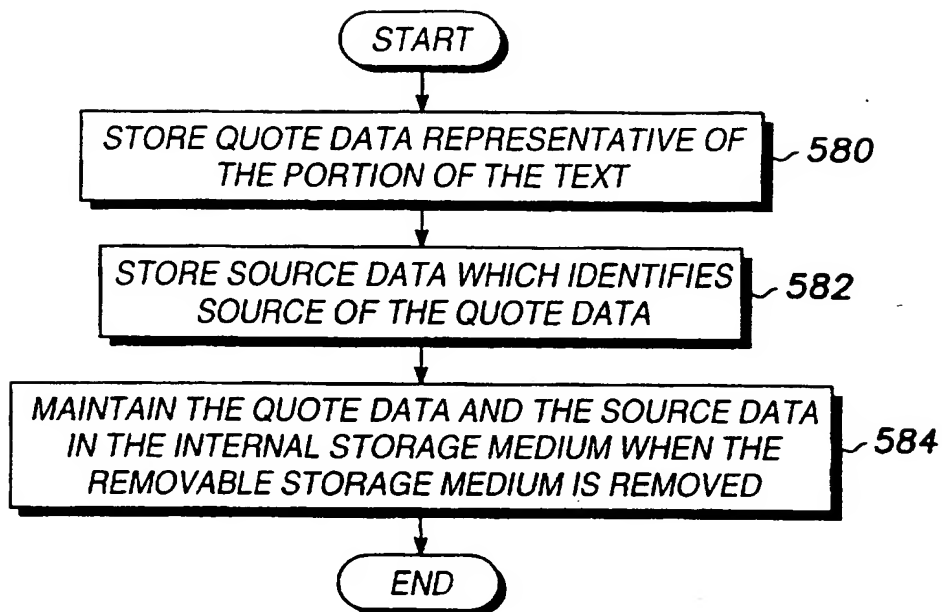 START
STORE QUOTE DATA REPRESENTATIVE OF
THE PORTION OF THE TEXT
580
STORE SOURCE DATA WHICH IDENTIFIES
SOURCE OF THE QUOTE DATA
582
MAINTAIN THE QUOTE DATA AND THE SOURCE DATA
IN THE INTERNAL STORAGE MEDIUM WHEN THE
REMOVABLE STORAGE MEDIUM IS REMOVED
584
END